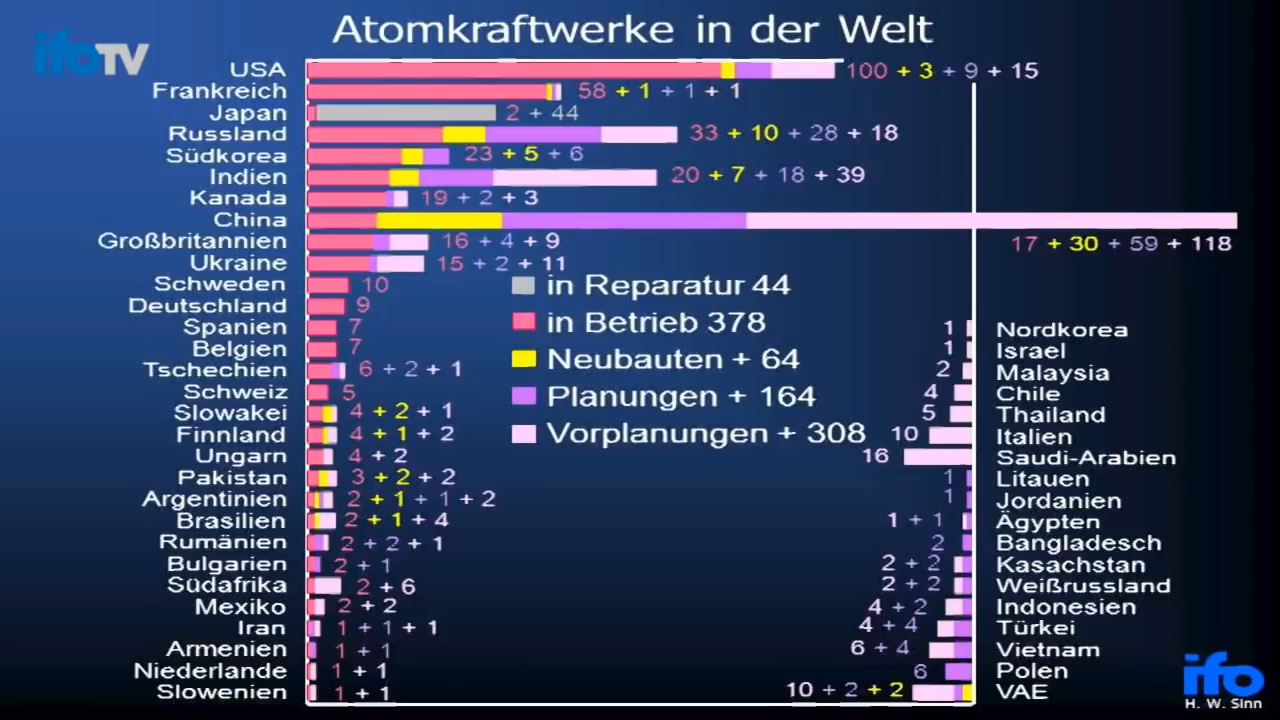 Atomkraftwerke in der Welt
ifoTV
USA 100 + 3 + 9 + 15
Frankreich 58 + 1 + 1 + 1
Japan 2 + 44
Russland 33 + 10 + 28 + 18
Südkorea 23 + 5 + 6
Indien 20 + 7 + 18 + 39
Kanada 19 + 2 + 3
China 17 + 30 + 59 + 118
Großbritannien 16 + 4 + 9
Ukraine 15 + 2 + 11
Schweden 10
Deutschland 9
Spanien 7
Belgien 7
Tschechien 6 + 2 + 1
Schweiz 5
Slowakei 4 + 2 + 1
Finnland 4 + 1 + 2
Ungarn 4 + 2
Pakistan 3 + 2 + 2
Argentinien 2 + 1 + 1 + 2
Brasilien 2 + 1 + 4
Rumänien 2 + 2 + 1
Bulgarien 2 + 1
Südafrika 2 + 6
Mexiko 2 + 2
Iran 1 + 1 + 1
Armenien 1 + 1
Niederlande 1 + 1
Slowenien 1 + 1
in Reparatur 44
in Betrieb 378
Neubauten + 64
Planungen + 164
Vorplanungen + 308
1 Nordkorea
1 Israel
2 Malaysia
4 Chile
5 Thailand
10 Italien
16 Saudi-Arabien
1 Litauen
1 Jordanien
1 + 1 Ägypten
2 Bangladesch
2 + 2 Kasachstan
2 + 2 Weißrussland
4 + 2 Indonesien
4 + 4 Türkei
6 + 4 Vietnam
6 Polen
10 + 2 + 2 VAE
ifo
H. W. Sinn